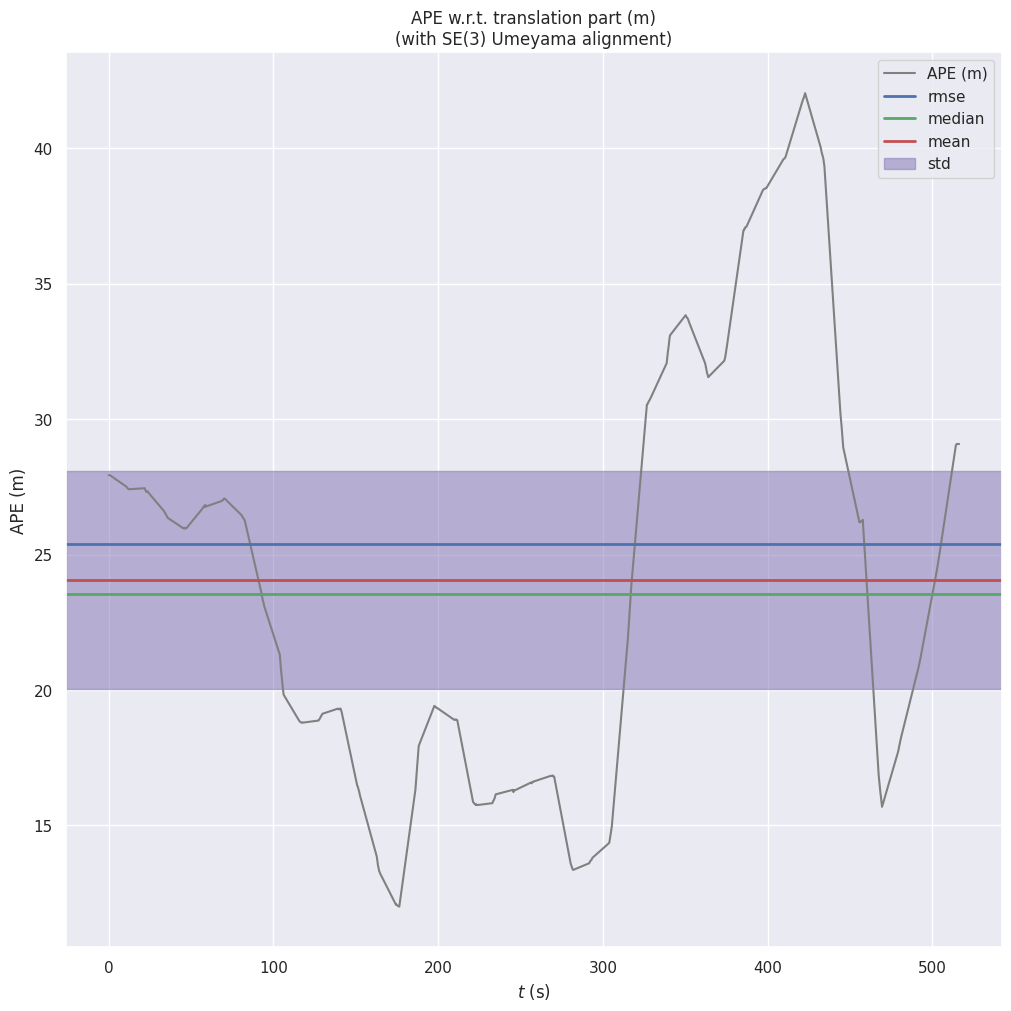 APE w.r.t. translation part (m)
(with SE(3) Umeyama alignment)
APE (m)
rmse
median
mean
std
APE (m)
40
35
30
25
20
15
0
100
200
300
400
500
t (s)